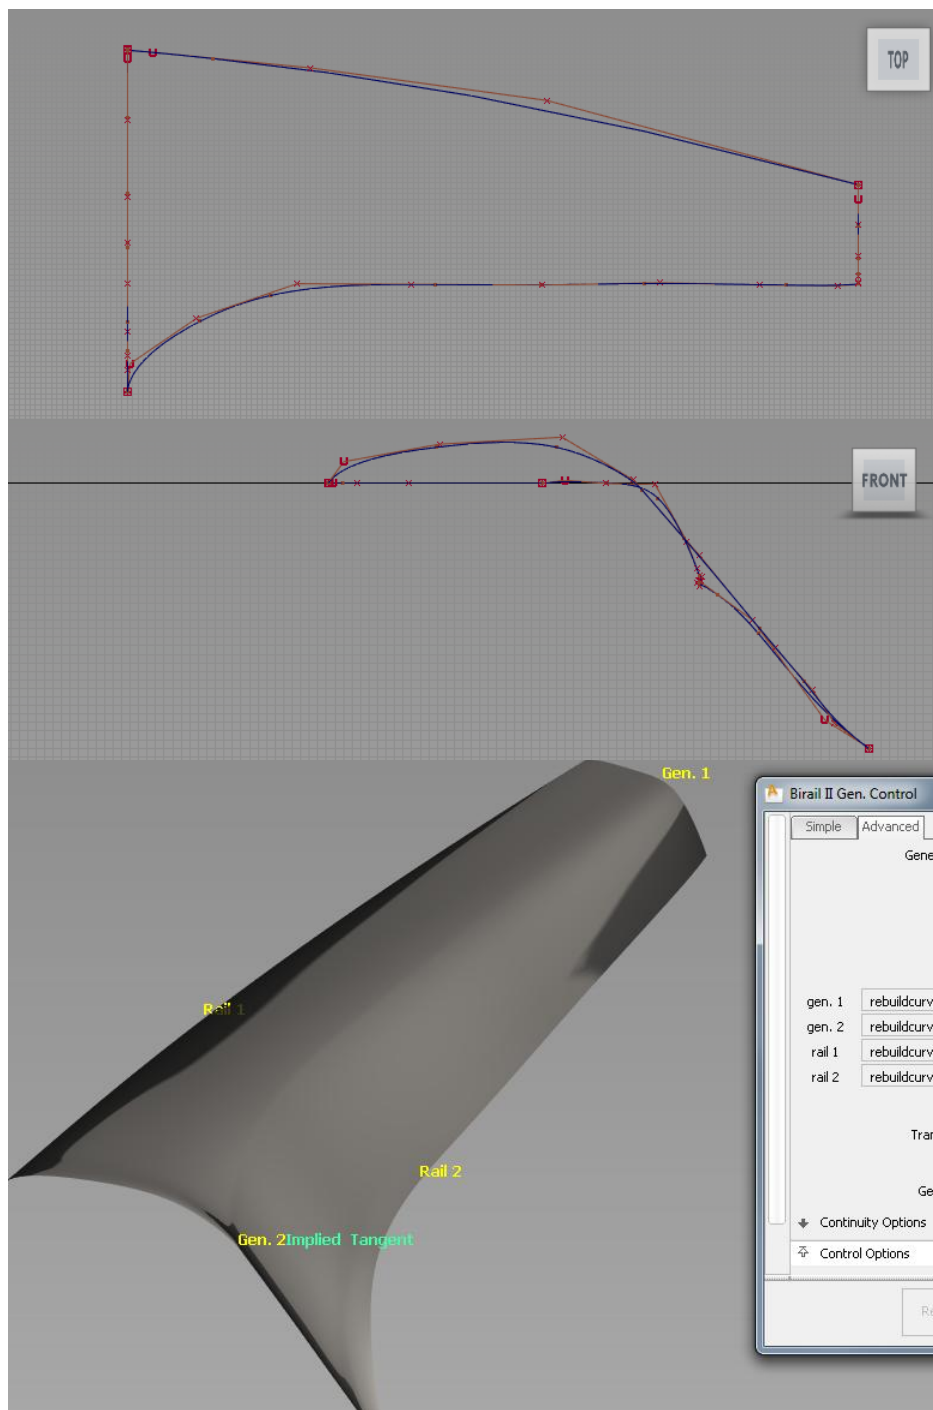 TOP
FRONT
Gen. 1
Birail II Gen. Control
Simple Advanced
Gene
gen. 1 rebuildcurv
gen. 2 rebuildcurv
rail 1 rebuildcurv
rail 2 rebuildcurv
Tran
Ge
Continuity Options
Control Options
Re
Rail 1
Rail 2
Gen. 2Implied Tangent